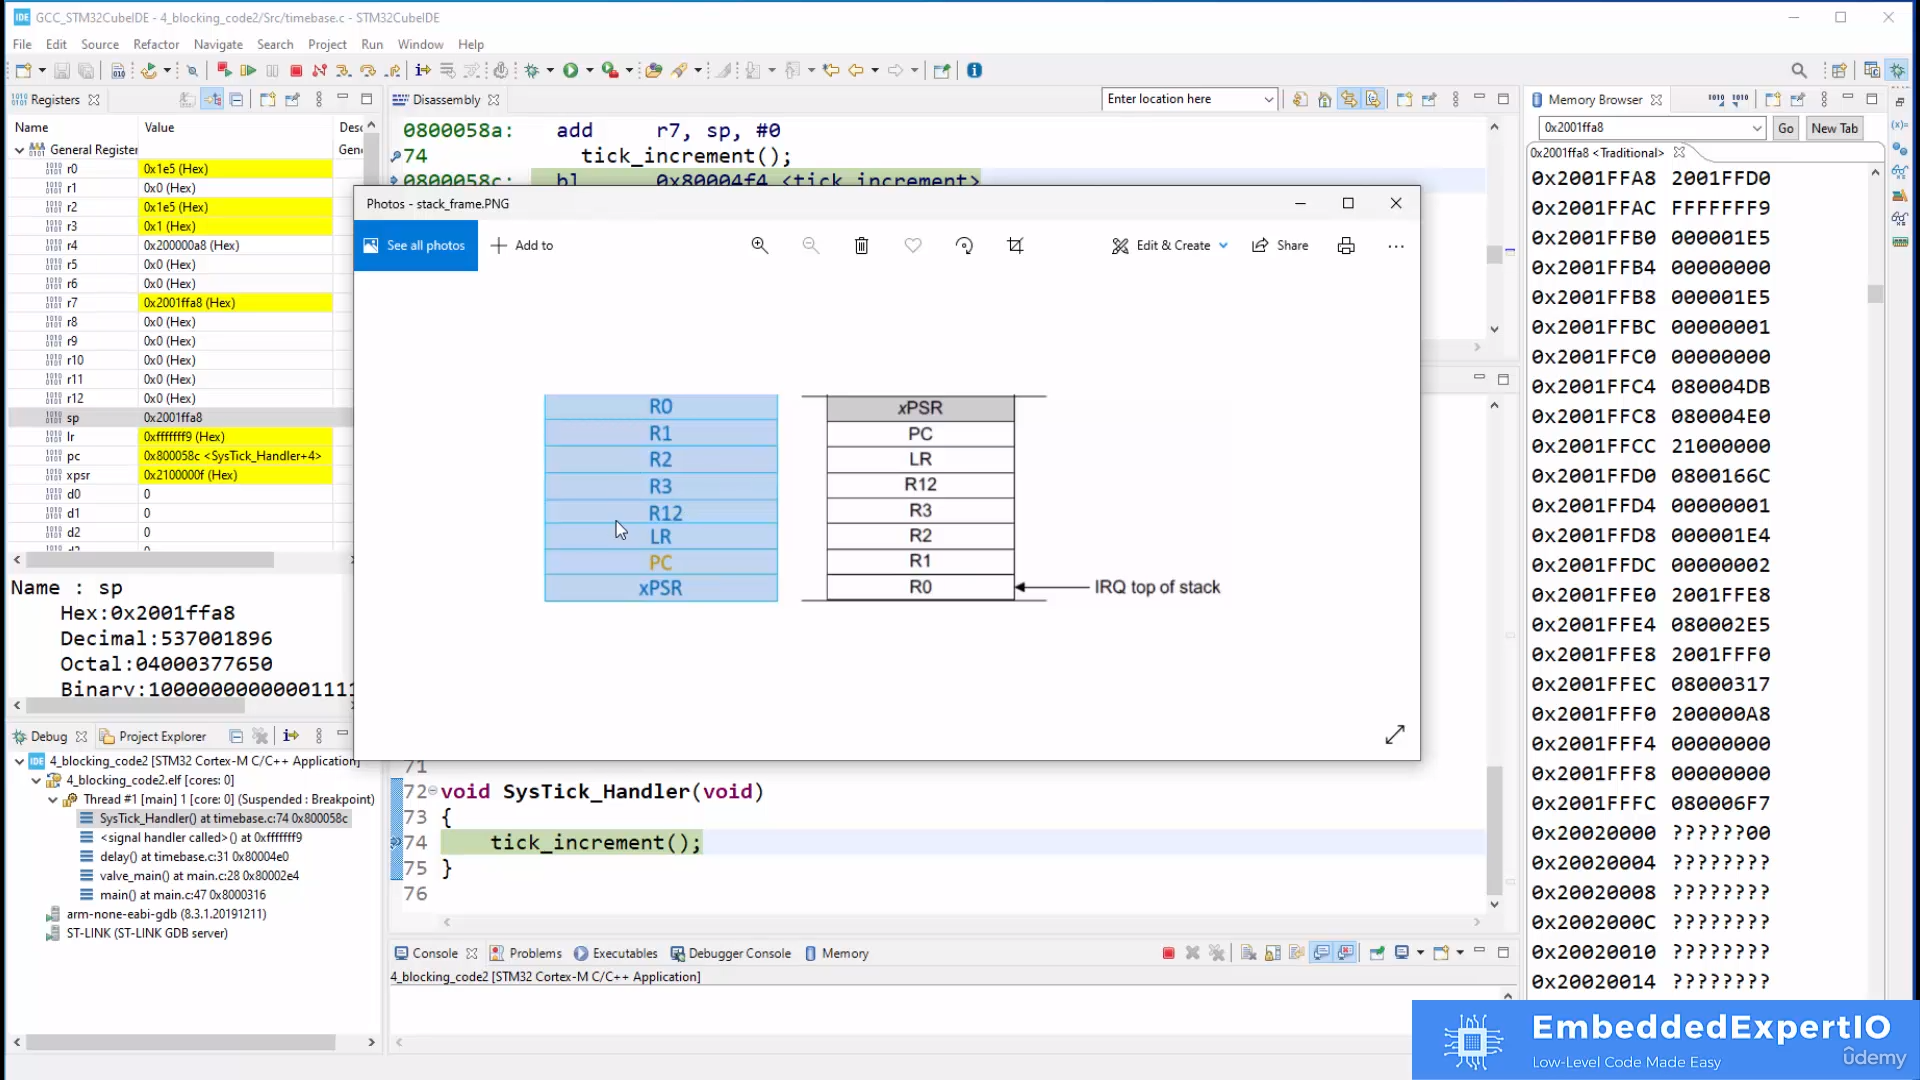 IDE GCC_STM32CubeIDE - 4_blocking_code2/Src/timebase.c - STM32CubeIDE
File Edit Source Refactor Navigate Search Project Run Window Help
Registers
Name Value Desc
General Register Gene
r0 0x1e5 (Hex)
r1 0x0 (Hex)
r2 0x1e5 (Hex)
r3 0x1 (Hex)
r4 0x200000a8 (Hex)
r5 0x0 (Hex)
r6 0x0 (Hex)
r7 0x2001ffa8 (Hex)
r8 0x0 (Hex)
r9 0x0 (Hex)
r10 0x0 (Hex)
r11 0x0 (Hex)
r12 0x0 (Hex)
sp 0x2001ffa8
lr 0xfffffff9 (Hex)
pc 0x800058c <SysTick_Handler+4>
xpsr 0x2100000f (Hex)
d0 0
d1 0
d2 0
Name : sp
Hex:0x2001ffa8
Decimal:537001896
Octal:04000377650
Binary:10000000000001111
Debug Project Explorer
IDE 4_blocking_code2 [STM32 Cortex-M C/C++ Application]
4_blocking_code2.elf [cores: 0]
Thread #1 [main] 1 [core: 0] (Suspended : Breakpoint)
SysTick_Handler() at timebase.c:74 0x800058c
<signal handler called>() at 0xfffffff9
delay() at timebase.c:31 0x80004e0
valve_main() at main.c:28 0x80002e4
main() at main.c:47 0x8000316
arm-none-eabi-gdb (8.3.1.20191211)
ST-LINK (ST-LINK GDB server)
Disassembly
Enter location here
0800058a: add r7, sp, #0
74 tick_increment();
0800058c: bl 0x80004f4 <tick_increment>
Photos - stack_frame.PNG
See all photos
Add to
Edit & Create
Share
R0
R1
R2
R3
R12
LR
PC
xPSR
xPSR
PC
LR
R12
R3
R2
R1
R0
IRQ top of stack
71
72 void SysTick_Handler(void)
73 {
74 tick_increment();
75 }
76
Console Problems Executables Debugger Console Memory
4_blocking_code2 [STM32 Cortex-M C/C++ Application]
Memory Browser
0x2001ffa8 Go New Tab
0x2001ffa8 <Traditional>
0x2001FFA8 2001FFD0
0x2001FFAC FFFFFFF9
0x2001FFB0 000001E5
0x2001FFB4 00000000
0x2001FFB8 000001E5
0x2001FFBC 00000001
0x2001FFC0 00000000
0x2001FFC4 080004DB
0x2001FFC8 080004E0
0x2001FFCC 21000000
0x2001FFD0 0800166C
0x2001FFD4 00000001
0x2001FFD8 000001E4
0x2001FFDC 00000002
0x2001FFE0 2001FFE8
0x2001FFE4 080002E5
0x2001FFE8 2001FFF0
0x2001FFEC 08000317
0x2001FFF0 200000A8
0x2001FFF4 00000000
0x2001FFF8 00000000
0x2001FFFC 080006F7
0x20020000 ??????00
0x20020004 ????????
0x20020008 ????????
0x2002000C ????????
0x20020010 ????????
0x20020014 ????????
EmbeddedExpertIO
Low-Level Code Made Easy
ûdemy